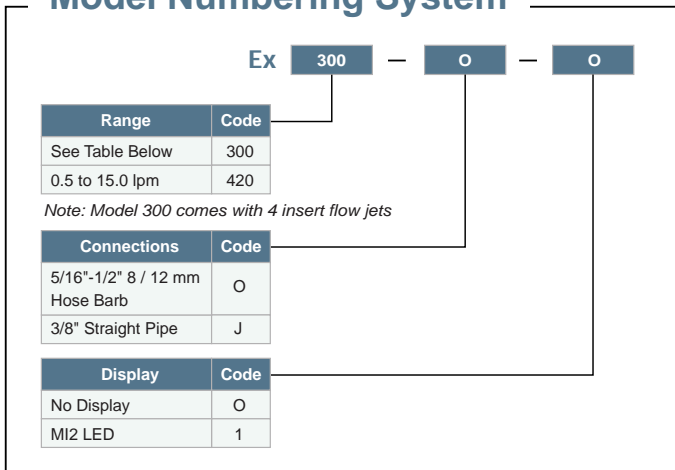 Model Numbering System
Ex 300 — O — O
Range Code
See Table Below 300
0.5 to 15.0 lpm 420
Note: Model 300 comes with 4 insert flow jets
Connections Code
5/16"-1/2" 8 / 12 mm
Hose Barb O
3/8" Straight Pipe J
Display Code
No Display O
MI2 LED 1